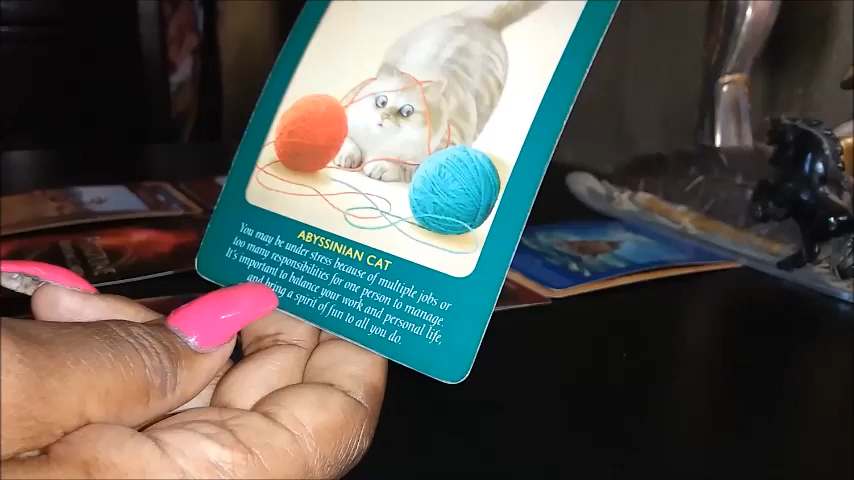 ABYSSINIAN CAT
You may be under stress because of multiple jobs or
too many responsibilities for one person to manage.
It's important to balance your work and personal life,
and bring a spirit of fun to all you do.